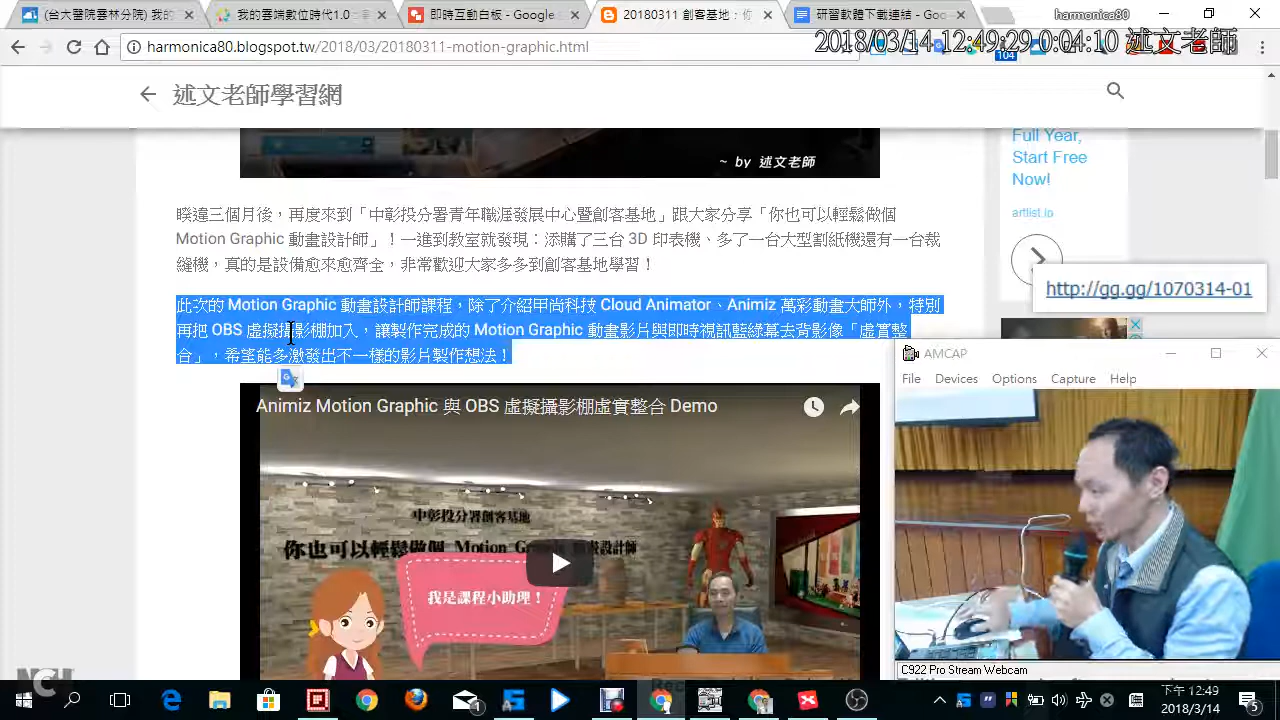 (台大醫院雲林分院) 我的
我的雲端數位時代1.0 -
即時互動白板 - Google
20180311 創客基地：你
研習軟體下載連結 - Goo
harmonica80
harmonica80.blogspot.tw/2018/03/20180311-motion-graphic.html
2018/03/14 12:49:29 0:04:10 述文老師
104
述文老師學習網
~ by 述文老師
Full Year,
Start Free
Now!
artlist.io
睽違三個月後，再度來到「中彰投分署青年職涯發展中心暨創客基地」跟大家分享「你也可以輕鬆做個
Motion Graphic 動畫設計師」！一進到教室就發現：添購了三台 3D 印表機、多了一台大型割紙機還有一台裁
縫機，真的是設備愈來愈齊全，非常歡迎大家多多到創客基地學習！
http://gg.gg/1070314-01
此次的 Motion Graphic 動畫設計師課程，除了介紹甲尚科技 Cloud Animator、Animiz 萬彩動畫大師外，特別
再把 OBS 虛擬攝影棚加入，讓製作完成的 Motion Graphic 動畫影片與即時視訊藍綠幕去背影像「虛實整
合」，希望能多激發出不一樣的影片製作想法！
AMCAP
File Devices Options Capture Help
Animiz Motion Graphic 與 OBS 虛擬攝影棚虛實整合 Demo
中彰投分署創客基地
你也可以輕鬆做個 Motion Graphic 動畫設計師
我是課程小助理！
C922 Pro Stream Webcam
下午 12:49
2018/3/14